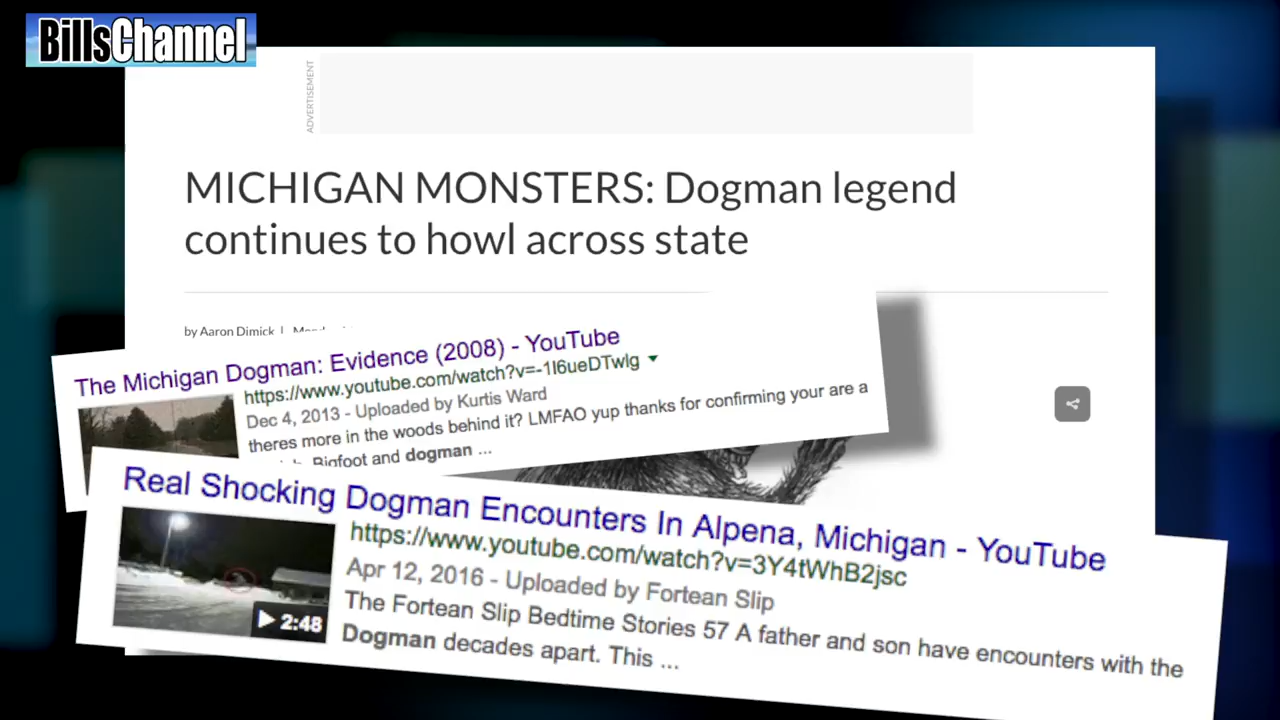 BillsChannel
ADVERTISEMENT
MICHIGAN MONSTERS: Dogman legend
continues to howl across state
by Aaron Dimick |
The Michigan Dogman: Evidence (2008) - YouTube
https://www.youtube.com/watch?v=-1I6ueDTwIg
Dec 4, 2013 - Uploaded by Kurtis Ward
theres more in the woods behind it? LMFAO yup thanks for confirming your are a
Bigfoot and dogman ...
Real Shocking Dogman Encounters In Alpena, Michigan - YouTube
https://www.youtube.com/watch?v=3Y4tWhB2jsc
Apr 12, 2016 - Uploaded by Fortean Slip
2:48
The Fortean Slip Bedtime Stories 57 A father and son have encounters with the
Dogman decades apart. This ...